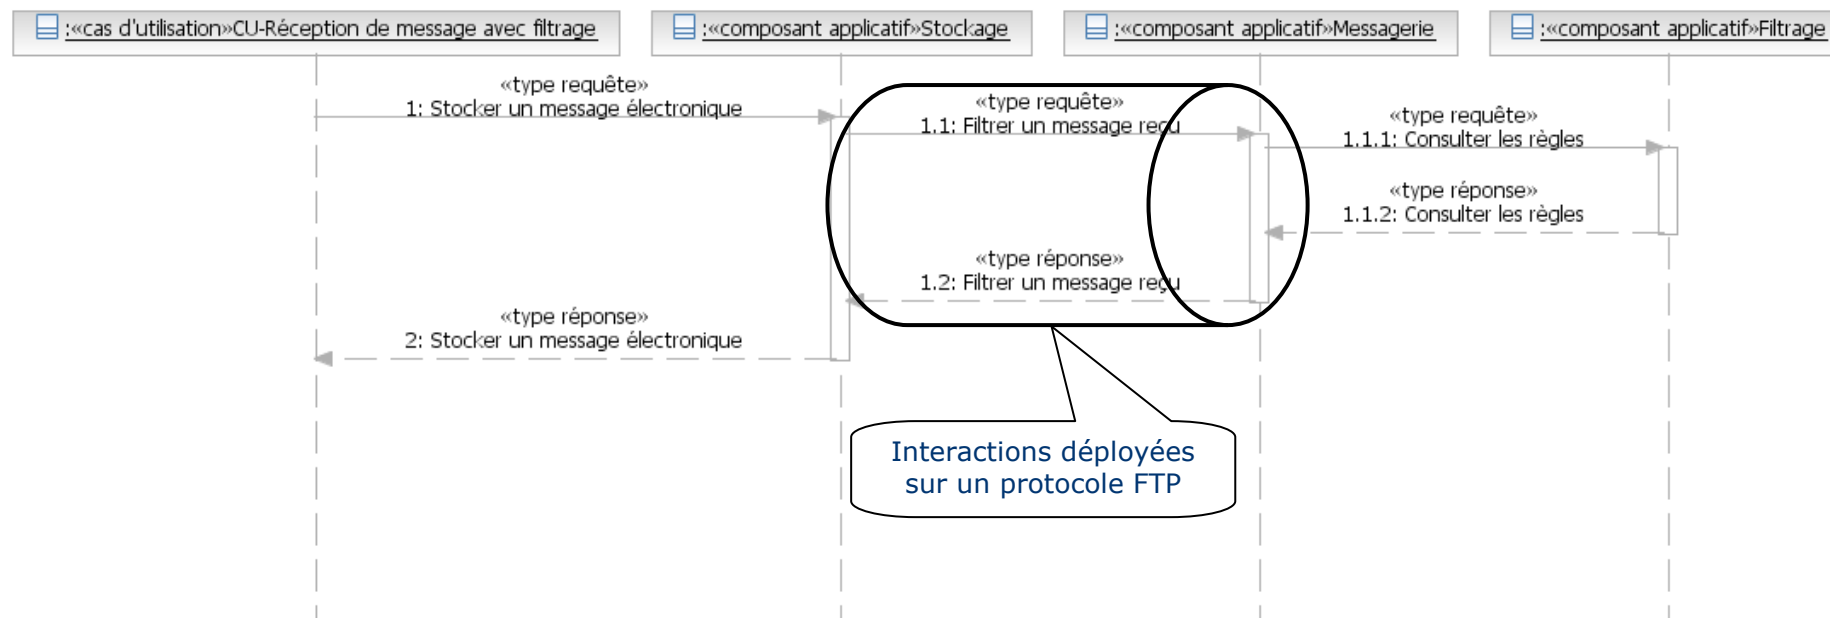 :«cas d'utilisation»CU-Réception de message avec filtrage
:«composant applicatif»Stockage
:«composant applicatif»Messagerie
:«composant applicatif»Filtrage
«type requête»
1: Stocker un message électronique
«type requête»
1.1: Filtrer un message reçu
«type requête»
1.1.1: Consulter les règles
«type réponse»
1.1.2: Consulter les règles
«type réponse»
1.2: Filtrer un message reçu
«type réponse»
2: Stocker un message électronique
Interactions déployées
sur un protocole FTP